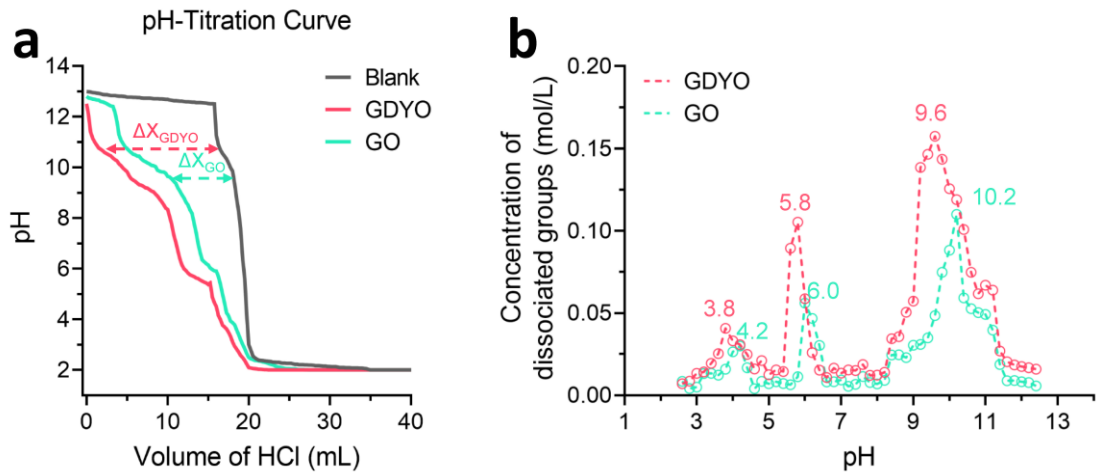 a
pH-Titration Curve
14
12
10
8
6
4
2
pH
Blank
GDYO
GO
ΔX_GDYO
ΔX_GO
0
10
20
30
40
Volume of HCl (mL)
b
0.20
0.15
0.10
0.05
0.00
Concentration of
dissociated groups (mol/L)
GDYO
GO
9.6
5.8
10.2
6.0
3.8
4.2
1
3
5
7
9
11
13
pH